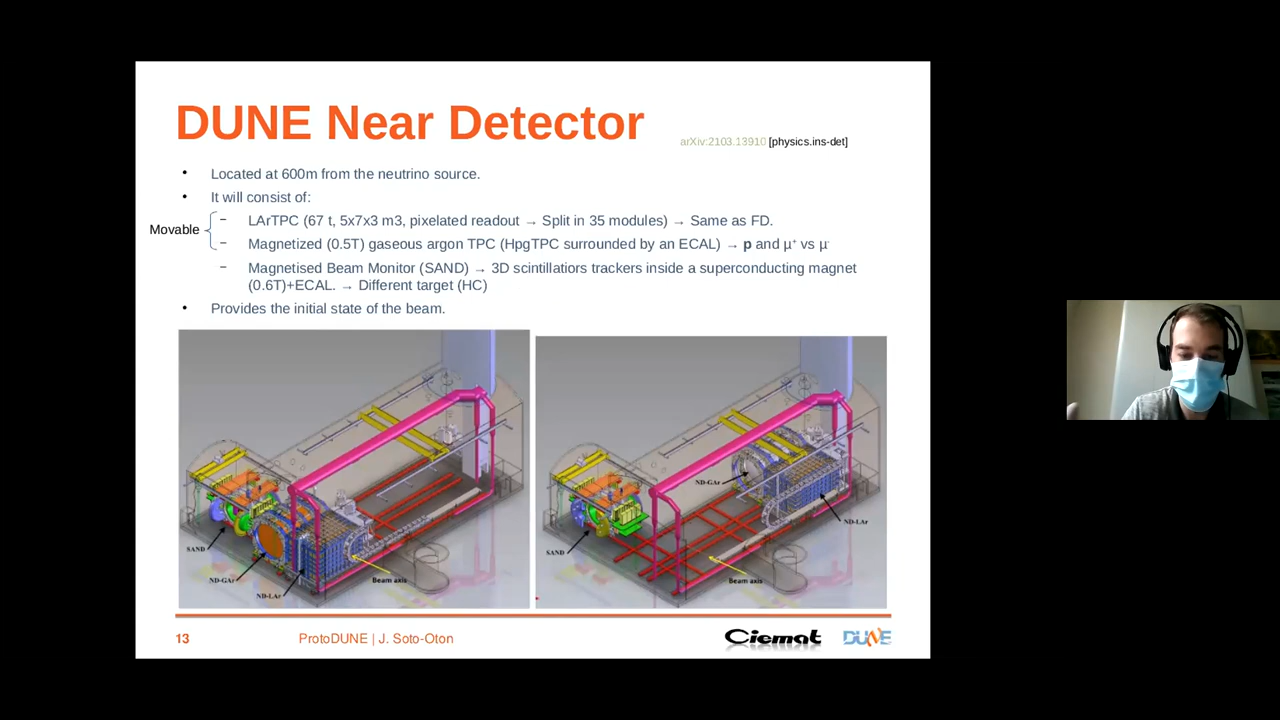 DUNE Near Detector
arXiv:2103.13910 [physics.ins-det]
• Located at 600m from the neutrino source.
• It will consist of:
Movable
– LArTPC (67 t, 5x7x3 m3, pixelated readout → Split in 35 modules) → Same as FD.
– Magnetized (0.5T) gaseous argon TPC (HpgTPC surrounded by an ECAL) → p and µ+ vs µ-
– Magnetised Beam Monitor (SAND) → 3D scintillatiors trackers inside a superconducting magnet
(0.6T)+ECAL. → Different target (HC)
• Provides the initial state of the beam.
SAND
ND-GAr
ND-LAr
Beam axis
ND-GAr
ND-LAr
SAND
Beam axis
13
ProtoDUNE | J. Soto-Oton
Ciemat
DUNE